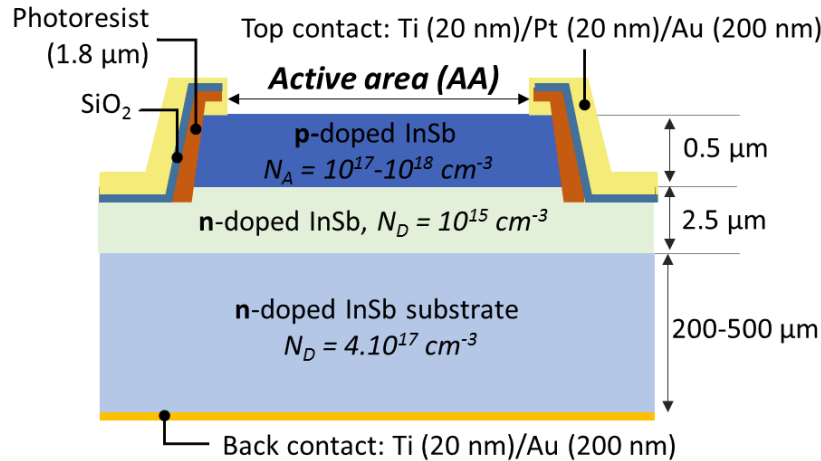 Photoresist
(1.8 µm)
Top contact: Ti (20 nm)/Pt (20 nm)/Au (200 nm)
SiO₂
Active area (AA)
p-doped InSb
N_A = 10^17-10^18 cm^-3
0.5 µm
n-doped InSb, N_D = 10^15 cm^-3
2.5 µm
n-doped InSb substrate
N_D = 4.10^17 cm^-3
200-500 µm
Back contact: Ti (20 nm)/Au (200 nm)